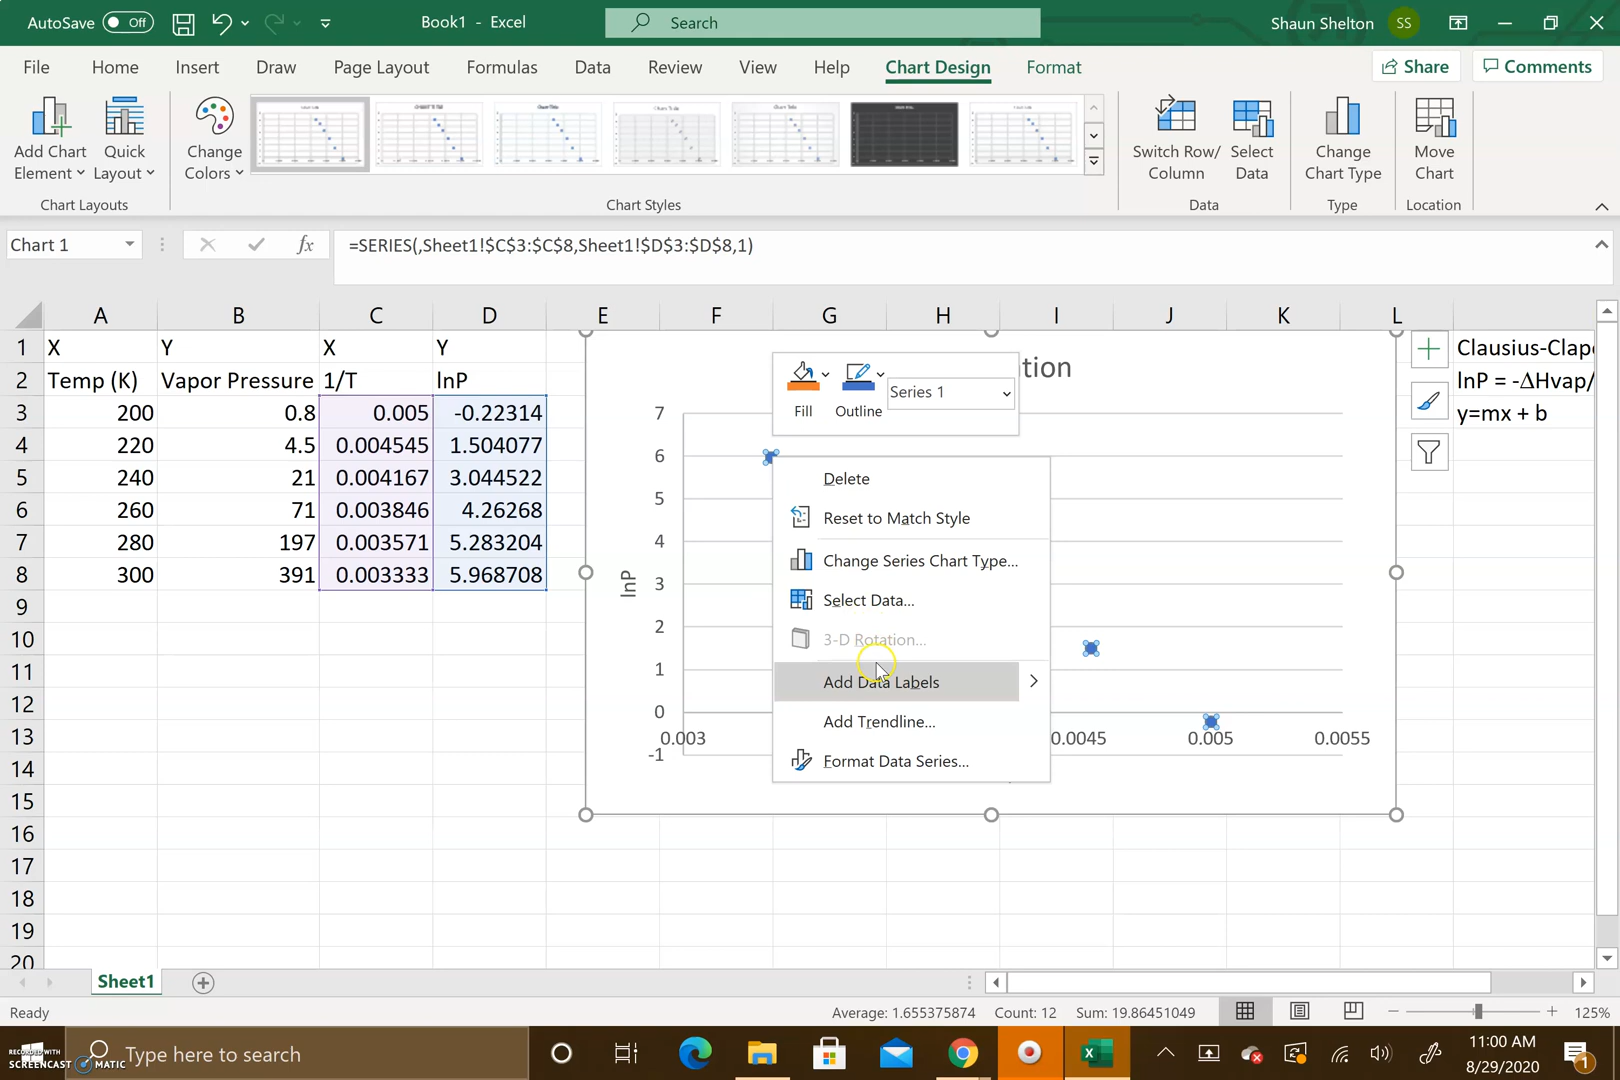 AutoSave Off Book1 - Excel Search Shaun Shelton SS
File Home Insert Draw Page Layout Formulas Data Review View Help Chart Design Format Share Comments
Add Chart Element Quick Layout Change Colors Switch Row/ Column Select Data Change Chart Type Move Chart
Chart Layouts Chart Styles Data Type Location
Chart 1 fx =SERIES(,Sheet1!$C$3:$C$8,Sheet1!$D$3:$D$8,1)
A B C D E F G H I J K L
1 X Y X Y
2 Temp (K) Vapor Pressure 1/T lnP
3 200 0.8 0.005 -0.22314
4 220 4.5 0.004545 1.504077
5 240 21 0.004167 3.044522
6 260 71 0.003846 4.26268
7 280 197 0.003571 5.283204
8 300 391 0.003333 5.968708
9
10
11
12
13
14
15
16
17
18
19
20
tion
Fill Outline Series 1
7
6
5
4
3
2
1
0
-1
lnP
0.003 0.0045 0.005 0.0055
Delete
Reset to Match Style
Change Series Chart Type...
Select Data...
3-D Rotation...
Add Data Labels
Add Trendline...
Format Data Series...
Clausius-Clape
lnP = -ΔHvap/
y=mx + b
Sheet1
Ready Average: 1.655375874 Count: 12 Sum: 19.86451049 125%
RECORDED WITH
SCREENCAST MATIC
Type here to search
11:00 AM
8/29/2020
1